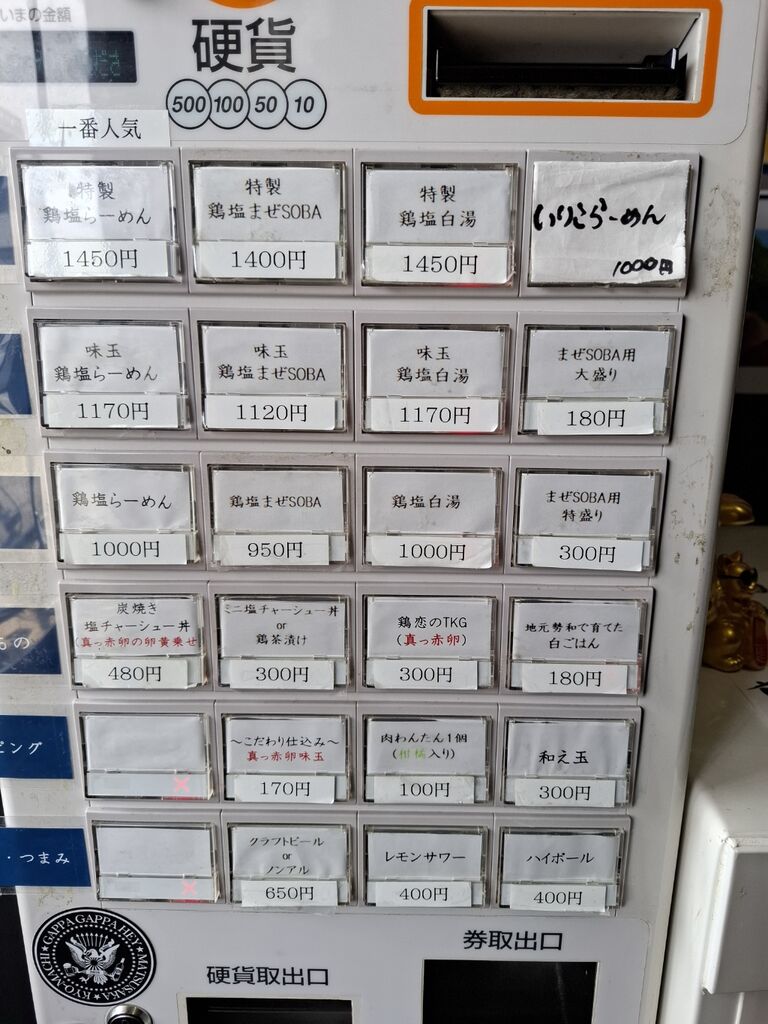 いまの金額
硬貨
500 100 50 10
一番人気
特製
鶏塩らーめん
1450円
特製
鶏塩まぜSOBA
1400円
特製
鶏塩白湯
1450円
いりこらーめん
1000円
味玉
鶏塩らーめん
1170円
味玉
鶏塩まぜSOBA
1120円
味玉
鶏塩白湯
1170円
まぜSOBA用
大盛り
180円
鶏塩らーめん
1000円
鶏塩まぜSOBA
950円
鶏塩白湯
1000円
まぜSOBA用
特盛り
300円
もの
炭焼き
塩チャーシュー丼
(真っ赤卵の卵黄乗せ
480円
ミニ塩チャーシュー丼
or
鶏茶漬け
300円
鶏恋のTKG
(真っ赤卵)
300円
地元勢和で育てた
白ごはん
180円
ピング
～こだわり仕込み～
真っ赤卵味玉
170円
肉わんたん1個
(柑橘入り)
100円
和え玉
300円
・つまみ
クラフトビール
or
ノンアル
650円
レモンサワー
400円
ハイボール
400円
CAPPA GAPPA HEY MATSUSAKA KYO-MACHI
硬貨取出口
券取出口